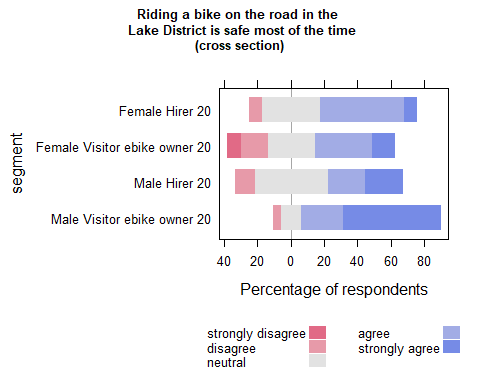 Riding a bike on the road in the
Lake District is safe most of the time
(cross section)
segment
Female Hirer 20
Female Visitor ebike owner 20
Male Hirer 20
Male Visitor ebike owner 20
40 20 0 20 40 60 80
Percentage of respondents
strongly disagree
disagree
neutral
agree
strongly agree